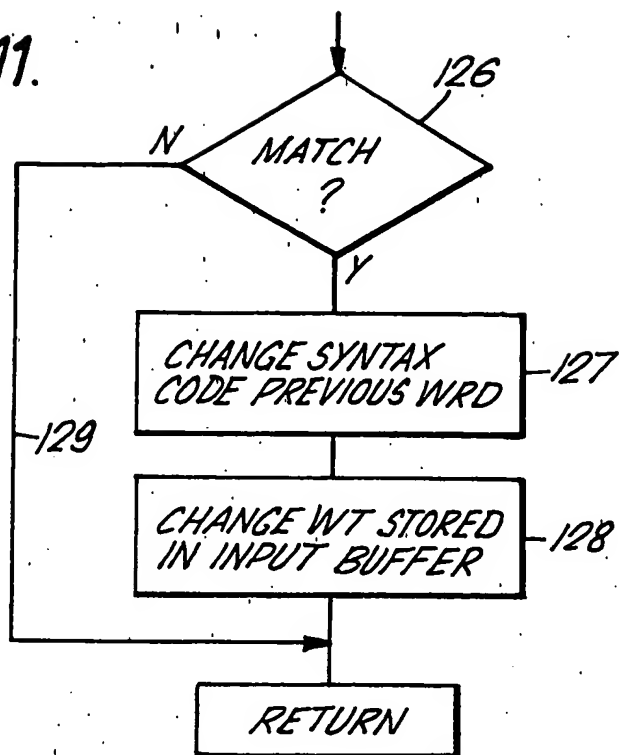 11.
126
N
MATCH
?
Y
CHANGE SYNTAX
CODE PREVIOUS WRD
127
129
CHANGE WT STORED
IN INPUT BUFFER
128
RETURN